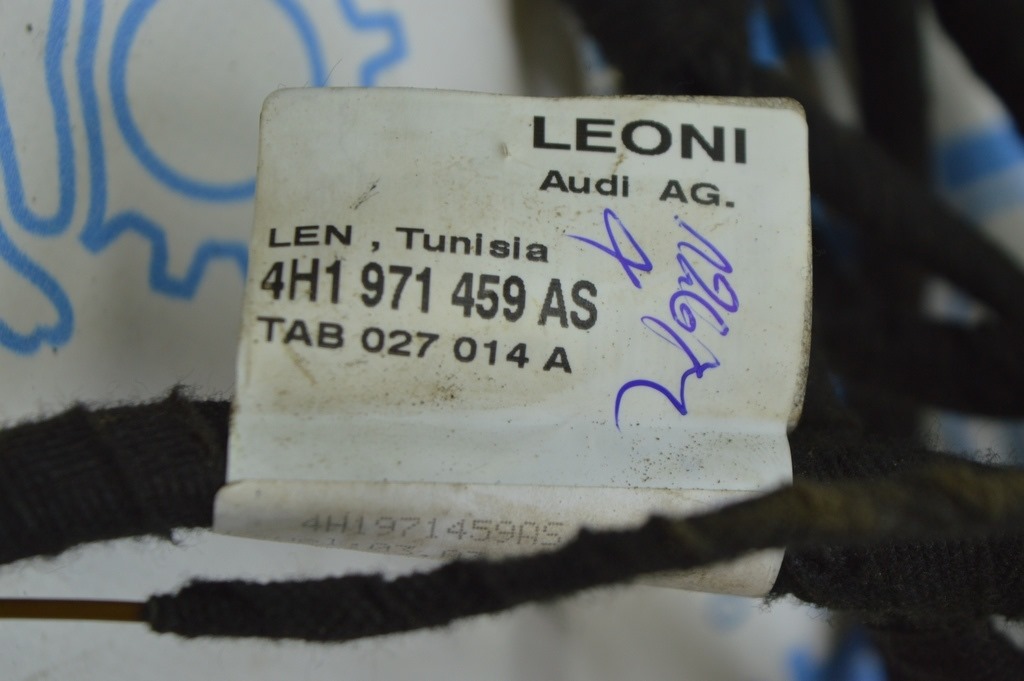 LEONI
Audi AG.
LEN , Tunisia
4H1 971 459 AS
TAB 027 014 A
4H1971459AS